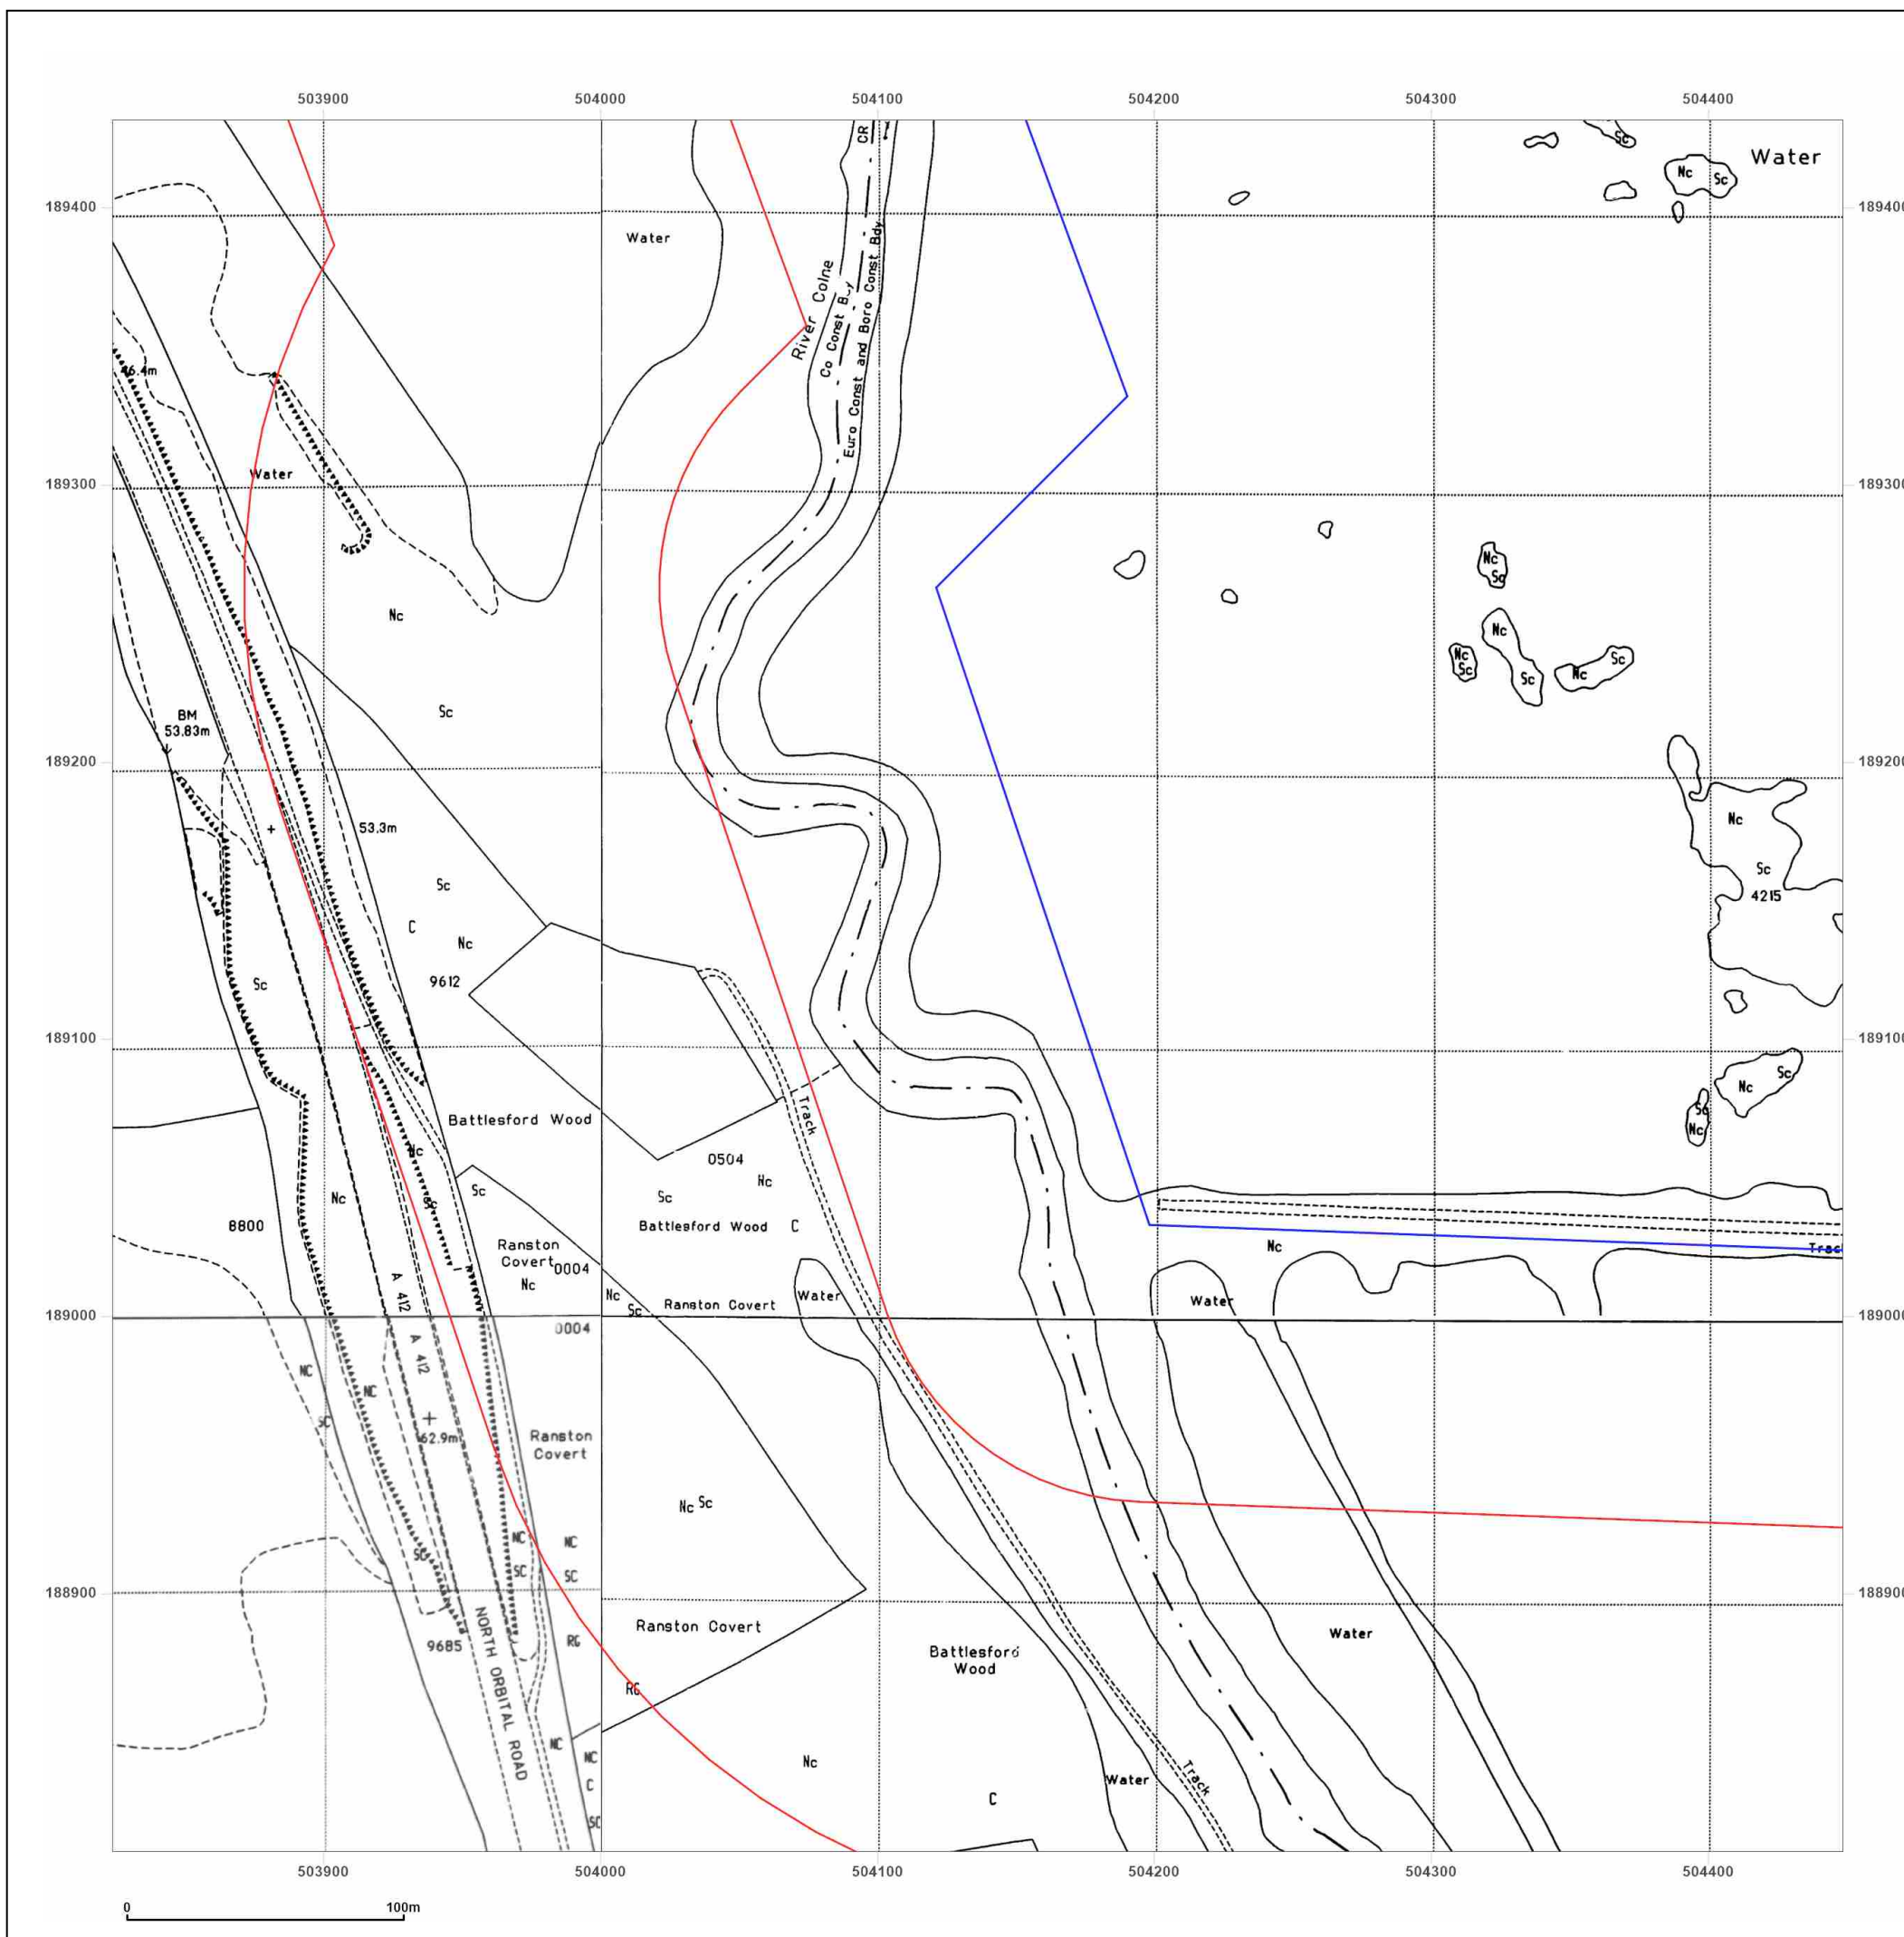 503900 504000 504100 504200 504300 504400
CR
Sc
Water
Nc Sc
189400 189400
Water
River Colne
Co Const Bdy
Euro Const and Boro Const Bdy
46.4m
189300 189300
Water
Nc
Sc
Nc
Nc
Sc
Nc
Sc
Nc
Sc
Sc
Nc
Sc
BM
53.83m
189200 189200
53.3m
Nc
Sc
Sc
4215
C
Nc
9612
Sc
189100 189100
Sc
Nc
Sc
Nc
Track
Battlesford Wood
Nc
0504
Nc
Sc
Sc
Nc
Sc
8800
Battlesford Wood C
Ranston
Covert
0004
Nc
Nc
Track
A 412
Nc
Sc
Ranston Covert
Water
Water
189000 189000
0004
A 412
NC
NC
SC
62.9m
Ranston
Covert
Nc Sc
NC
NC
SC
SC
SC
188900 188900
NORTH ORBITAL ROAD
9685
RG
Ranston Covert
Battlesford
Wood
Water
RG
NC
NC
C
SC
Nc
C
Water
Track
503900 504000 504100 504200 504300 504400
0 100m